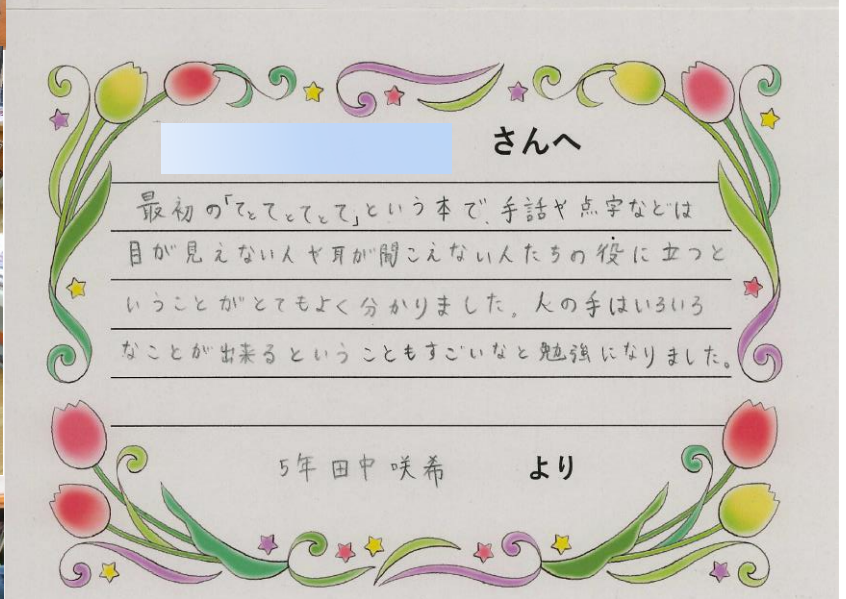 さんへ
最初の「てとてとてとて」という本で、手話や点字などは
目が見えない人や耳が聞こえない人たちの役に立つと
いうことがとてもよく分かりました。人の手はいろいろ
なことが出来るということもすごいなと勉強になりました。
5年 田中咲希 より